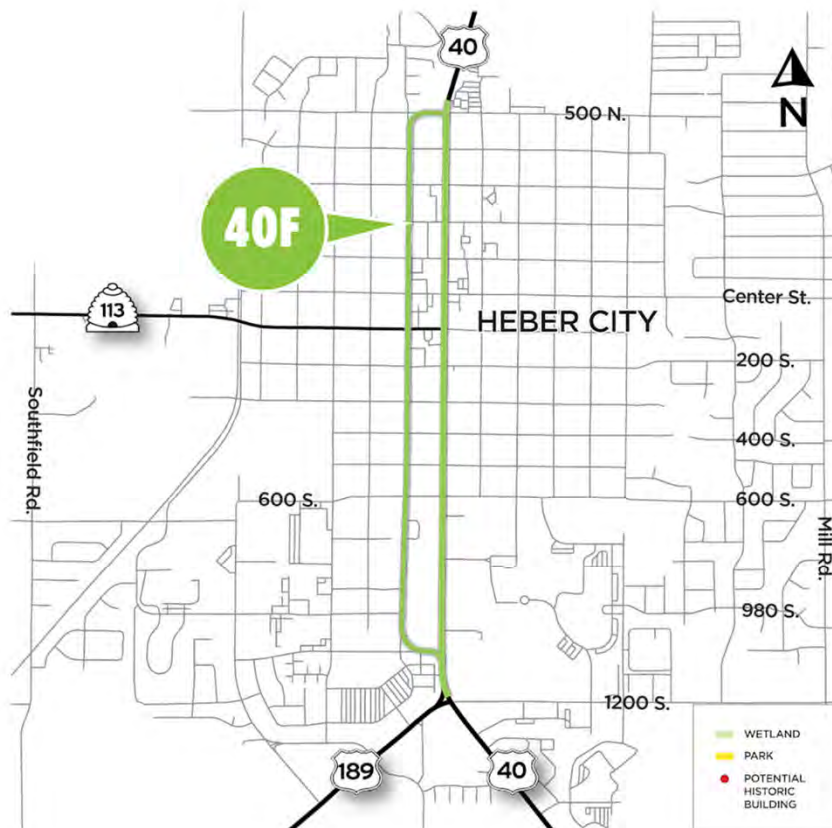 40
N
500 N.
40F
Center St.
113
HEBER CITY
200 S.
Southfield Rd.
400 S.
600 S.
600 S.
Mill Rd.
980 S.
1200 S.
189
40
WETLAND
PARK
POTENTIAL
HISTORIC
BUILDING